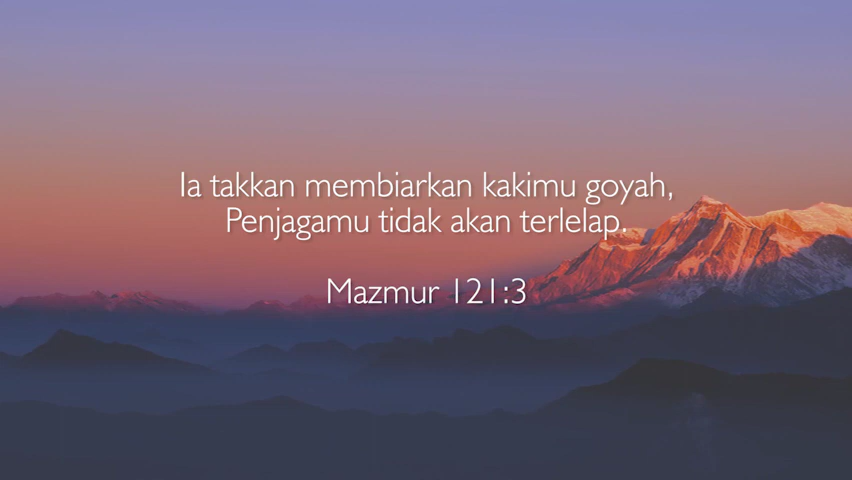 Ia takkan membiarkan kakimu goyah,
Penjagamu tidak akan terlelap.
Mazmur 121:3